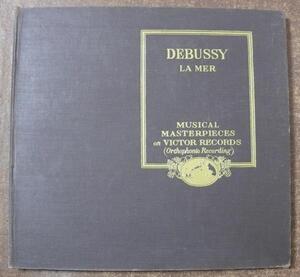 DEBUSSY
LA MER
MUSICAL
MASTERPIECES
on VICTOR RECORDS
(Orthophonic Recording)